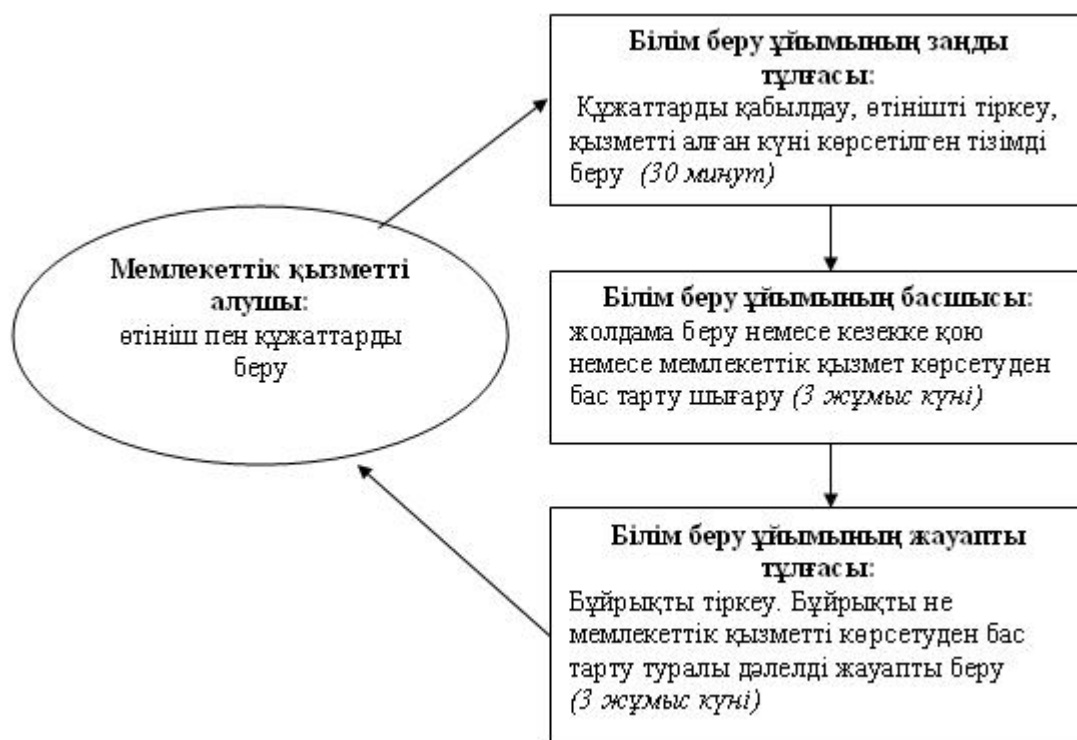 Білім беру ұйымының заңды
тұлғасы:
Құжаттарды қабылдау, өтінішті тіркеу,
қызметті алған күні көрсетілген тізімді
беру (30 минут)
Мемлекеттік қызметті
алушы:
өтініш пен құжаттарды
беру
Білім беру ұйымының басшысы:
жолдама беру немесе кезекке қою
немесе мемлекеттік қызмет көрсетуден
бас тарту шығару (3 жұмыс күні)
Білім беру ұйымының жауапты
тұлғасы:
Бұйрықты тіркеу. Бұйрықты не
мемлекеттік қызметті көрсетуден бас
тарту туралы дәлелді жауапты беру
(3 жұмыс күні)